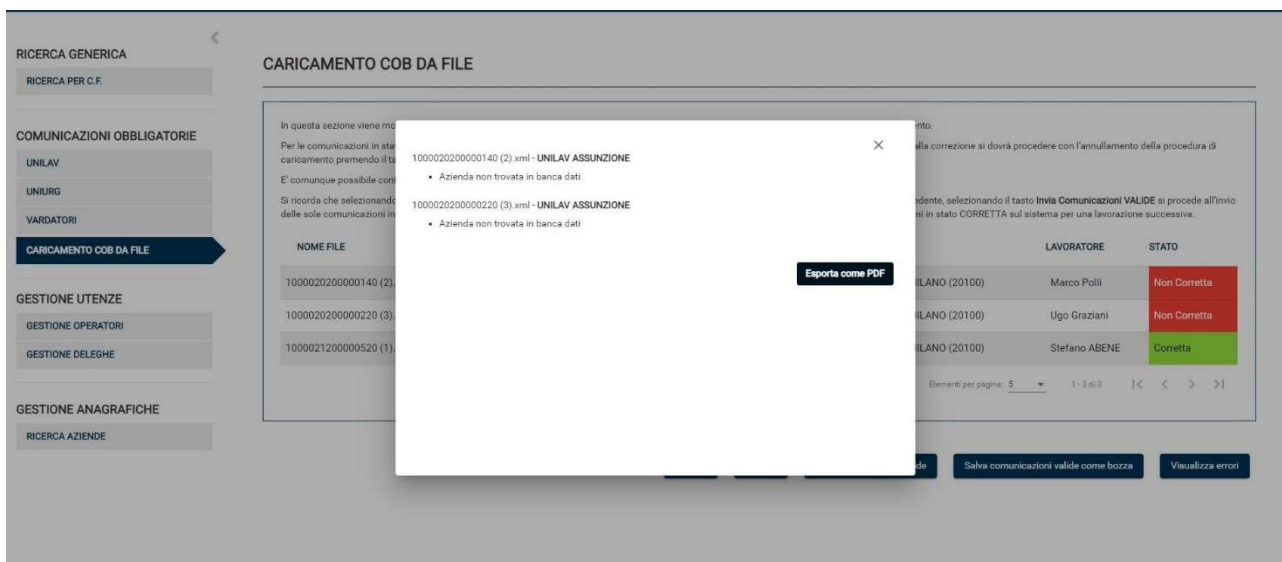 RICERCA GENERICA
RICERCA PER C.F.
COMUNICAZIONI OBBLIGATORIE
UNILAV
UNIURG
VARDATORI
CARICAMENTO COB DA FILE
GESTIONE UTENZE
GESTIONE OPERATORI
GESTIONE DELEGHE
GESTIONE ANAGRAFICHE
RICERCA AZIENDE
CARICAMENTO COB DA FILE
In questa sezione viene mo
ento.
Per le comunicazioni in sta
alla correzione si dovrà procedere con l'annullamento della procedura di
caricamento premendo il ta
E' comunque possibile con
Si ricorda che selezionando
edente, selezionando il tasto Invia Comunicazioni VALIDE si procede all'invio
delle sole comunicazioni in
ni in stato CORRETTA sul sistema per una lavorazione successiva.
1000020200000140 (2).xml - UNILAV ASSUNZIONE
• Azienda non trovata in banca dati
1000020200000220 (3).xml - UNILAV ASSUNZIONE
• Azienda non trovata in banca dati
Esporta come PDF
NOME FILE LAVORATORE STATO
1000020200000140 (2). ILANO (20100) Marco Polli Non Corretta
1000020200000220 (3). ILANO (20100) Ugo Graziani Non Corretta
1000021200000520 (1). ILANO (20100) Stefano ABENE Corretta
Elementi per pagina: 5 1 - 3 di 3
de Salva comunicazioni valide come bozza Visualizza errori